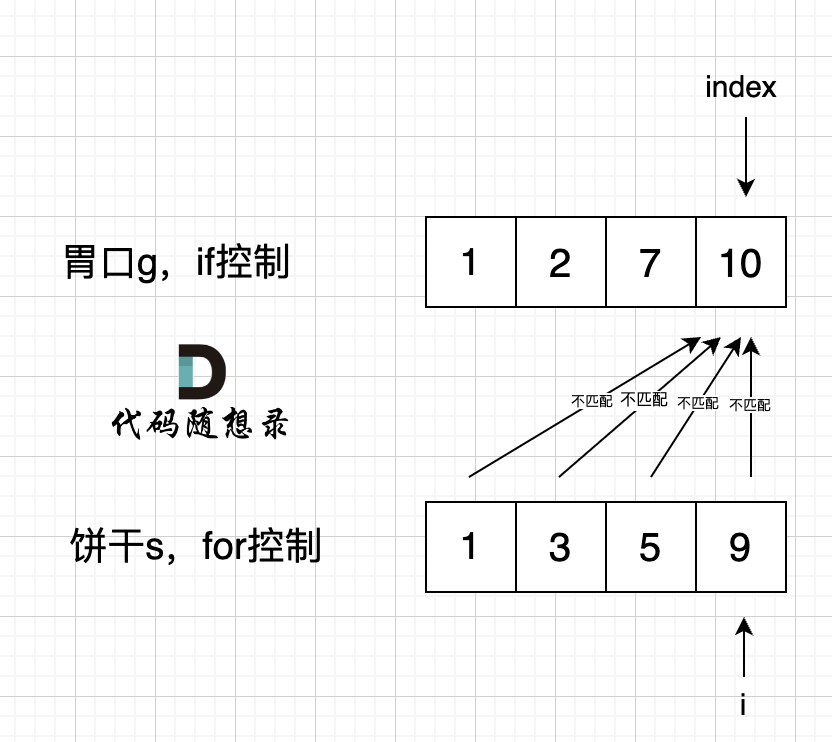 index
胃口g，if控制
1 2 7 10
代码随想录
不匹配 不匹配 不匹配 不匹配
饼干s，for控制
1 3 5 9
i